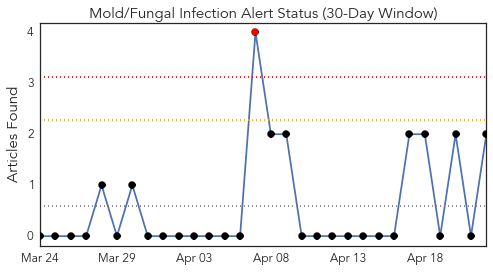 Mold/Fungal Infection Alert Status (30-Day Window)
Articles Found
4
3
2
1
0
Mar 24 Mar 29 Apr 03 Apr 08 Apr 13 Apr 18